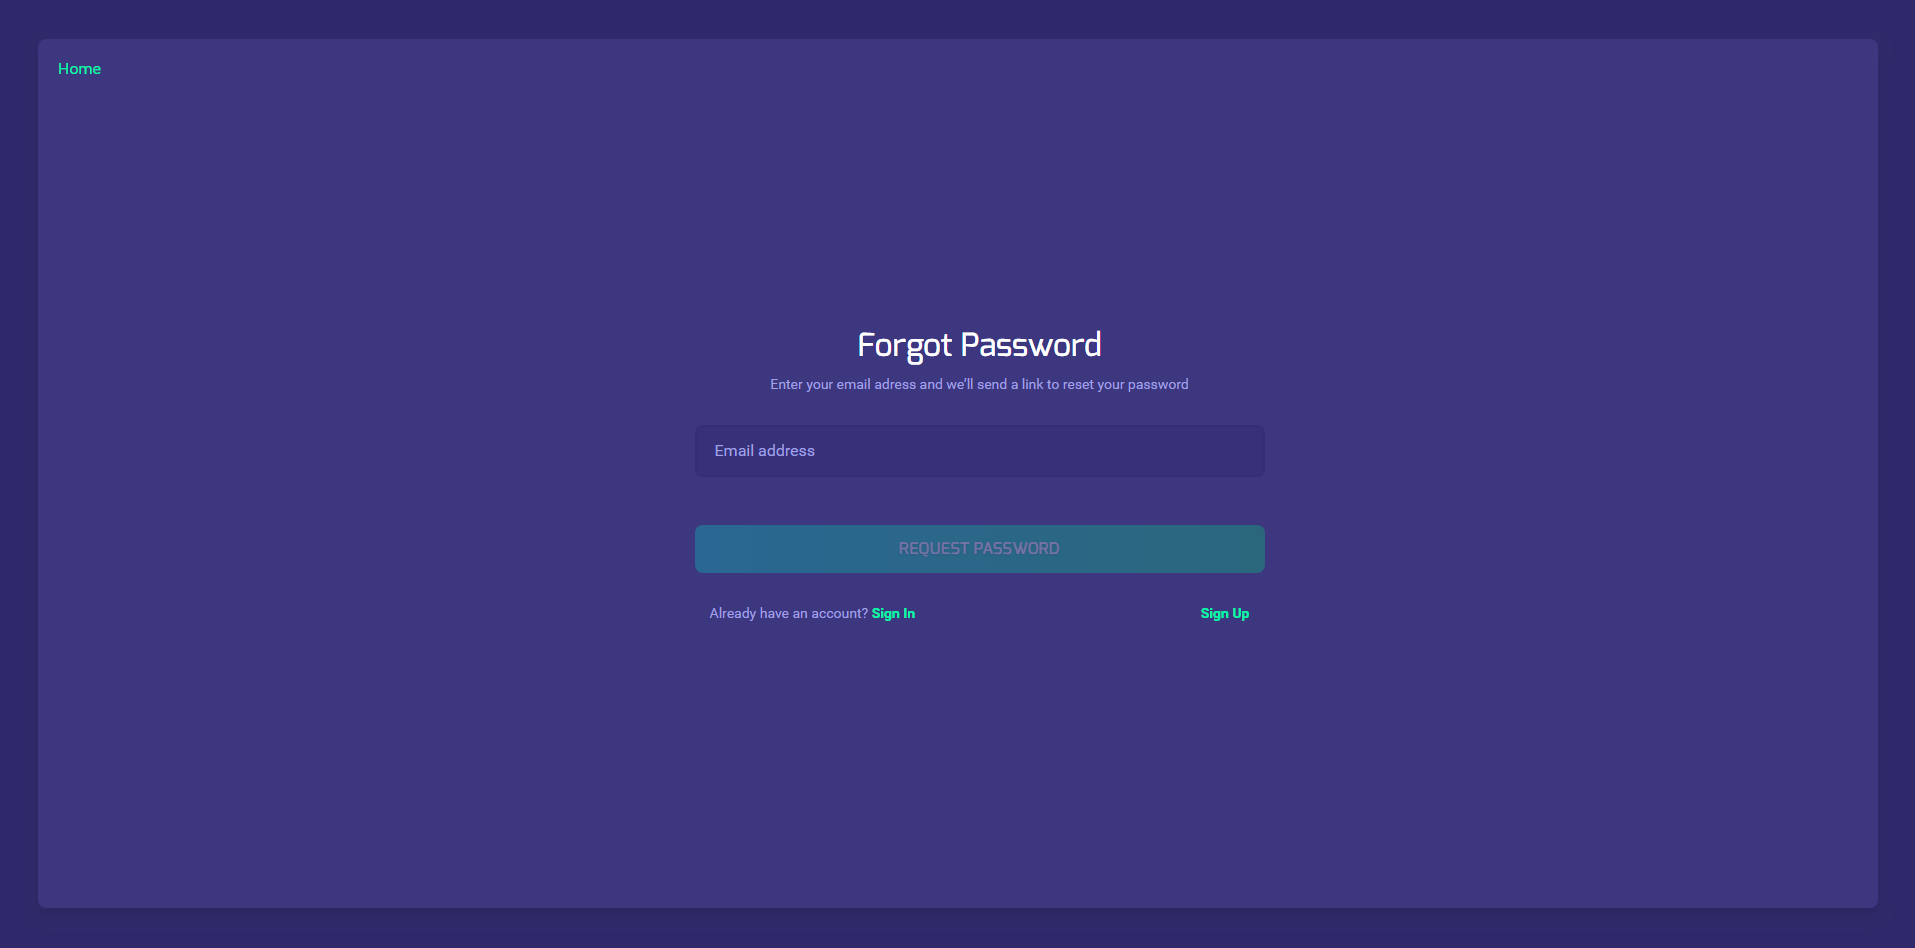 Home
Forgot Password
Enter your email adress and we'll send a link to reset your password
Email address
REQUEST PASSWORD
Already have an account? Sign In
Sign Up